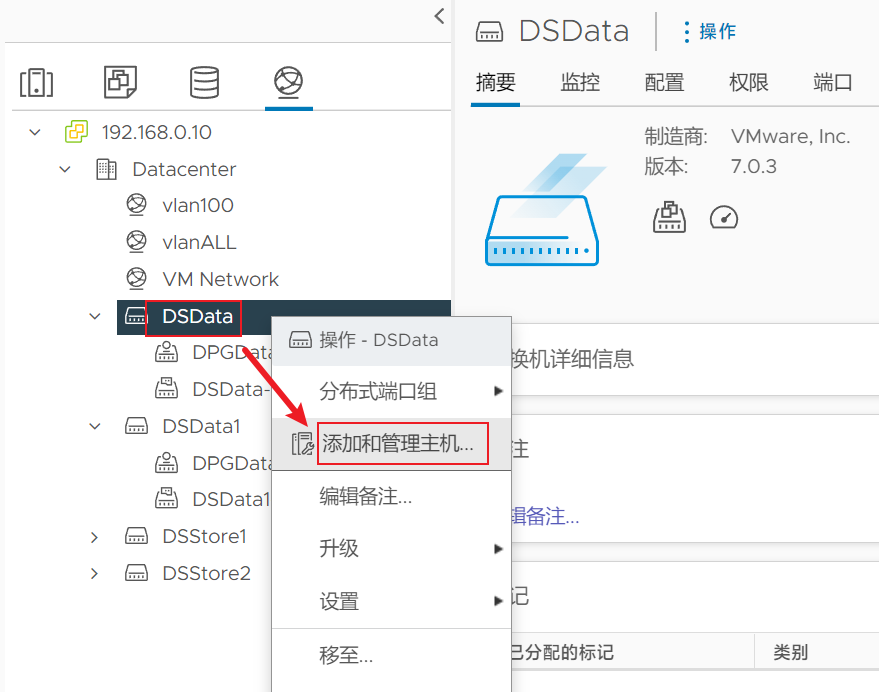 192.168.0.10
Datacenter
vlan100
vlanALL
VM Network
DSData
DPGData
DSData-
DSData1
DPGData
DSData1
DSStore1
DSStore2
操作 - DSData
分布式端口组
添加和管理主机...
编辑备注...
升级
设置
移至...
DSData
操作
摘要 监控 配置 权限 端口
制造商: VMware, Inc.
版本: 7.0.3
换机详细信息
注
辑备注...
记
已分配的标记 类别